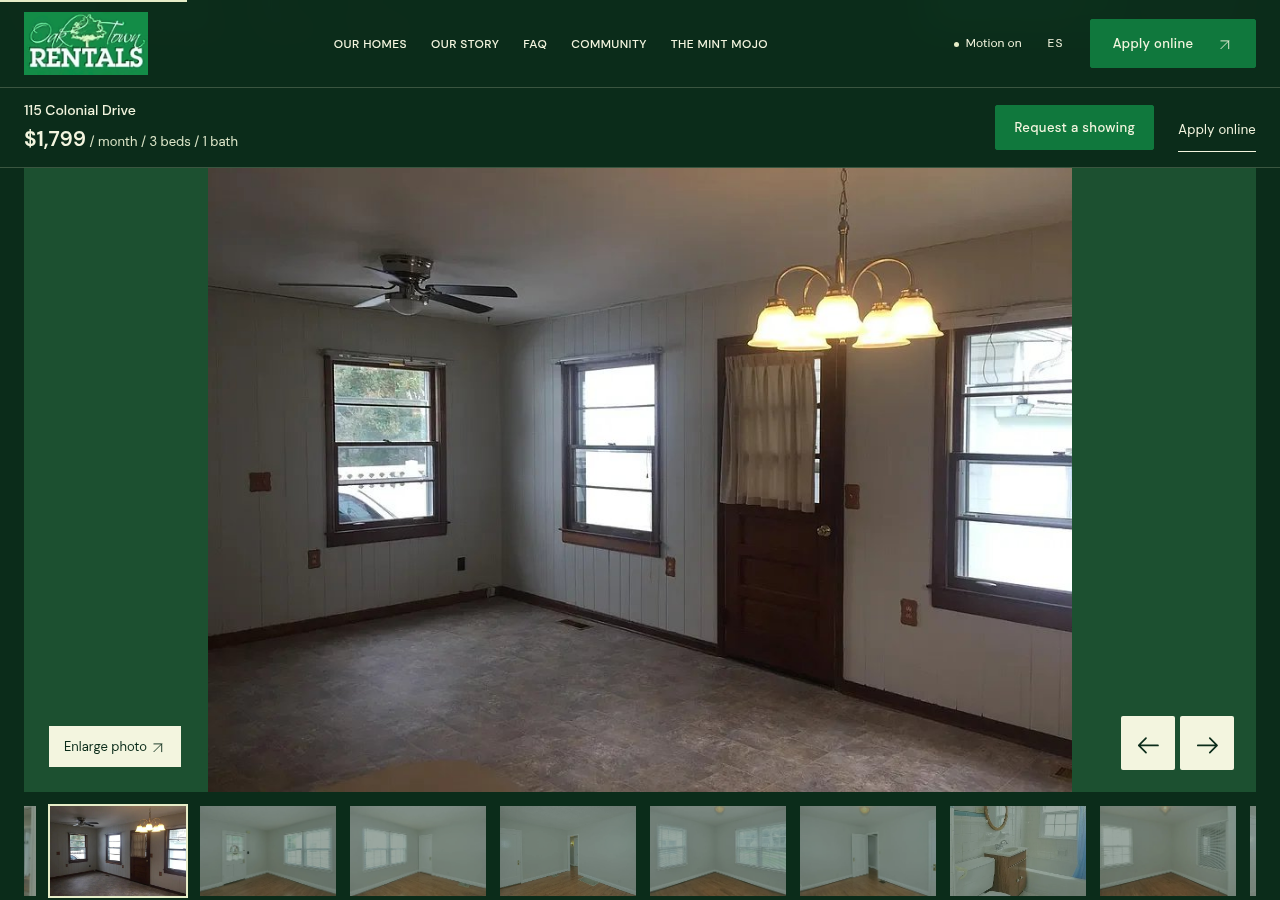 Oak Town
RENTALS
OUR HOMES
OUR STORY
FAQ
COMMUNITY
THE MINT MOJO
Motion on
ES
Apply online
115 Colonial Drive
$1,799 / month / 3 beds / 1 bath
Request a showing
Apply online
Enlarge photo